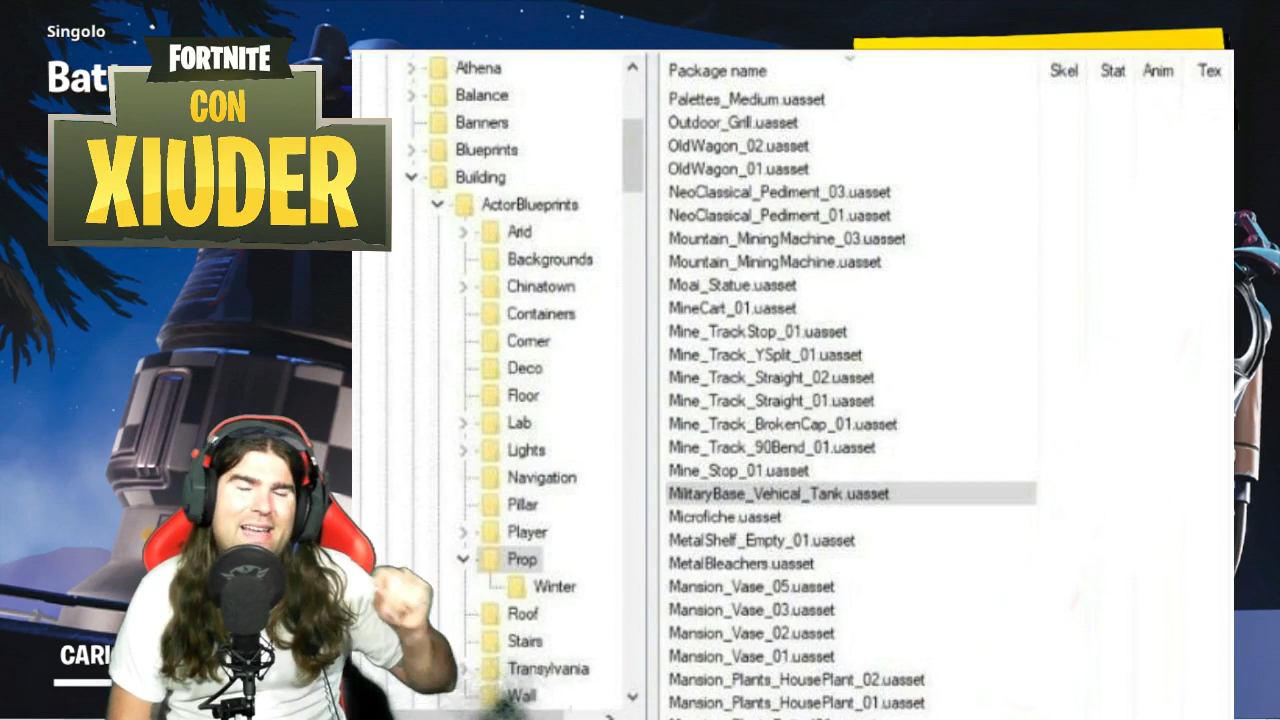 Singolo
Bat
FORTNITE
CON
XIUDER
Athena
Balance
Banners
Blueprints
Building
ActorBlueprints
Arid
Backgrounds
Chinatown
Containers
Corner
Deco
Floor
Lab
Lights
Navigation
Pillar
Player
Prop
Winter
Roof
Stairs
Transylvania
Wall
Package name Skel Stat Anim Tex
Palettes_Medium.uasset
Outdoor_Grill.uasset
OldWagon_02.uasset
OldWagon_01.uasset
NeoClassical_Pediment_03.uasset
NeoClassical_Pediment_01.uasset
Mountain_MiningMachine_03.uasset
Mountain_MiningMachine.uasset
Moai_Statue.uasset
MineCart_01.uasset
Mine_TrackStop_01.uasset
Mine_Track_YSplit_01.uasset
Mine_Track_Straight_02.uasset
Mine_Track_Straight_01.uasset
Mine_Track_BrokenCap_01.uasset
Mine_Track_90Bend_01.uasset
Mine_Stop_01.uasset
MilitaryBase_Vehical_Tank.uasset
Microfiche.uasset
MetalShelf_Empty_01.uasset
MetalBleachers.uasset
Mansion_Vase_05.uasset
Mansion_Vase_03.uasset
Mansion_Vase_02.uasset
Mansion_Vase_01.uasset
Mansion_Plants_HousePlant_02.uasset
Mansion_Plants_HousePlant_01.uasset
CARI